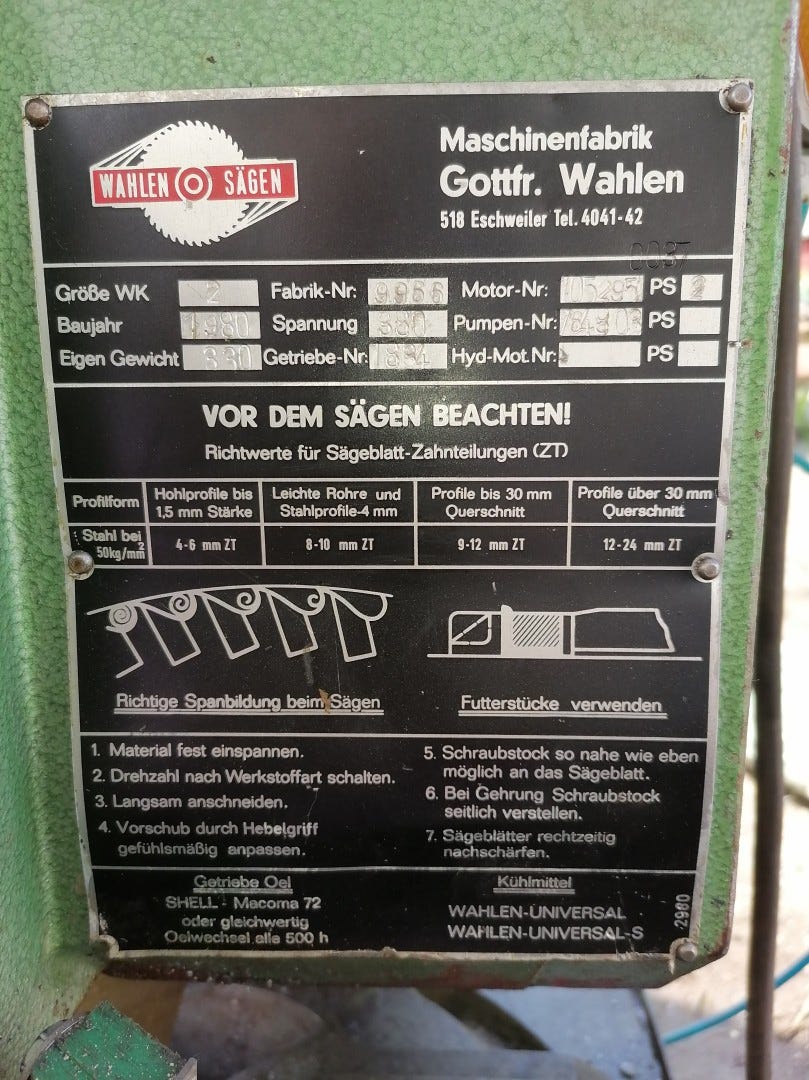 WAHLEN SÄGEN
Maschinenfabrik
Gottfr. Wahlen
518 Eschweiler Tel. 4041-42
0037
Größe WK 2 Fabrik-Nr: 9966 Motor-Nr: 105295 PS 2
Baujahr 1980 Spannung 380 Pumpen-Nr: PS
Eigen Gewicht 330 Getriebe-Nr: 1684 Hyd-Mot.Nr: PS
VOR DEM SÄGEN BEACHTEN!
Richtwerte für Sägeblatt-Zahnteilungen (ZT)
Profilform Hohlprofile bis 1,5 mm Stärke Leichte Rohre und Stahlprofile-4 mm Profile bis 30 mm Querschnitt Profile über 30 mm Querschnitt
Stahl bei 50kg/mm² 4-6 mm ZT 8-10 mm ZT 9-12 mm ZT 12-24 mm ZT
Richtige Spanbildung beim Sägen
Futterstücke verwenden
1. Material fest einspannen.
2. Drehzahl nach Werkstoffart schalten.
3. Langsam anschneiden.
4. Vorschub durch Hebelgriff
gefühlsmäßig anpassen.
5. Schraubstock so nahe wie eben
möglich an das Sägeblatt.
6. Bei Gehrung Schraubstock
seitlich verstellen.
7. Sägeblätter rechtzeitig
nachschärfen.
Getriebe Oel
SHELL - Macoma 72
oder gleichwertig
Oelwechsel alle 500 h
Kühlmittel
WAHLEN-UNIVERSAL
WAHLEN-UNIVERSAL-S
2980